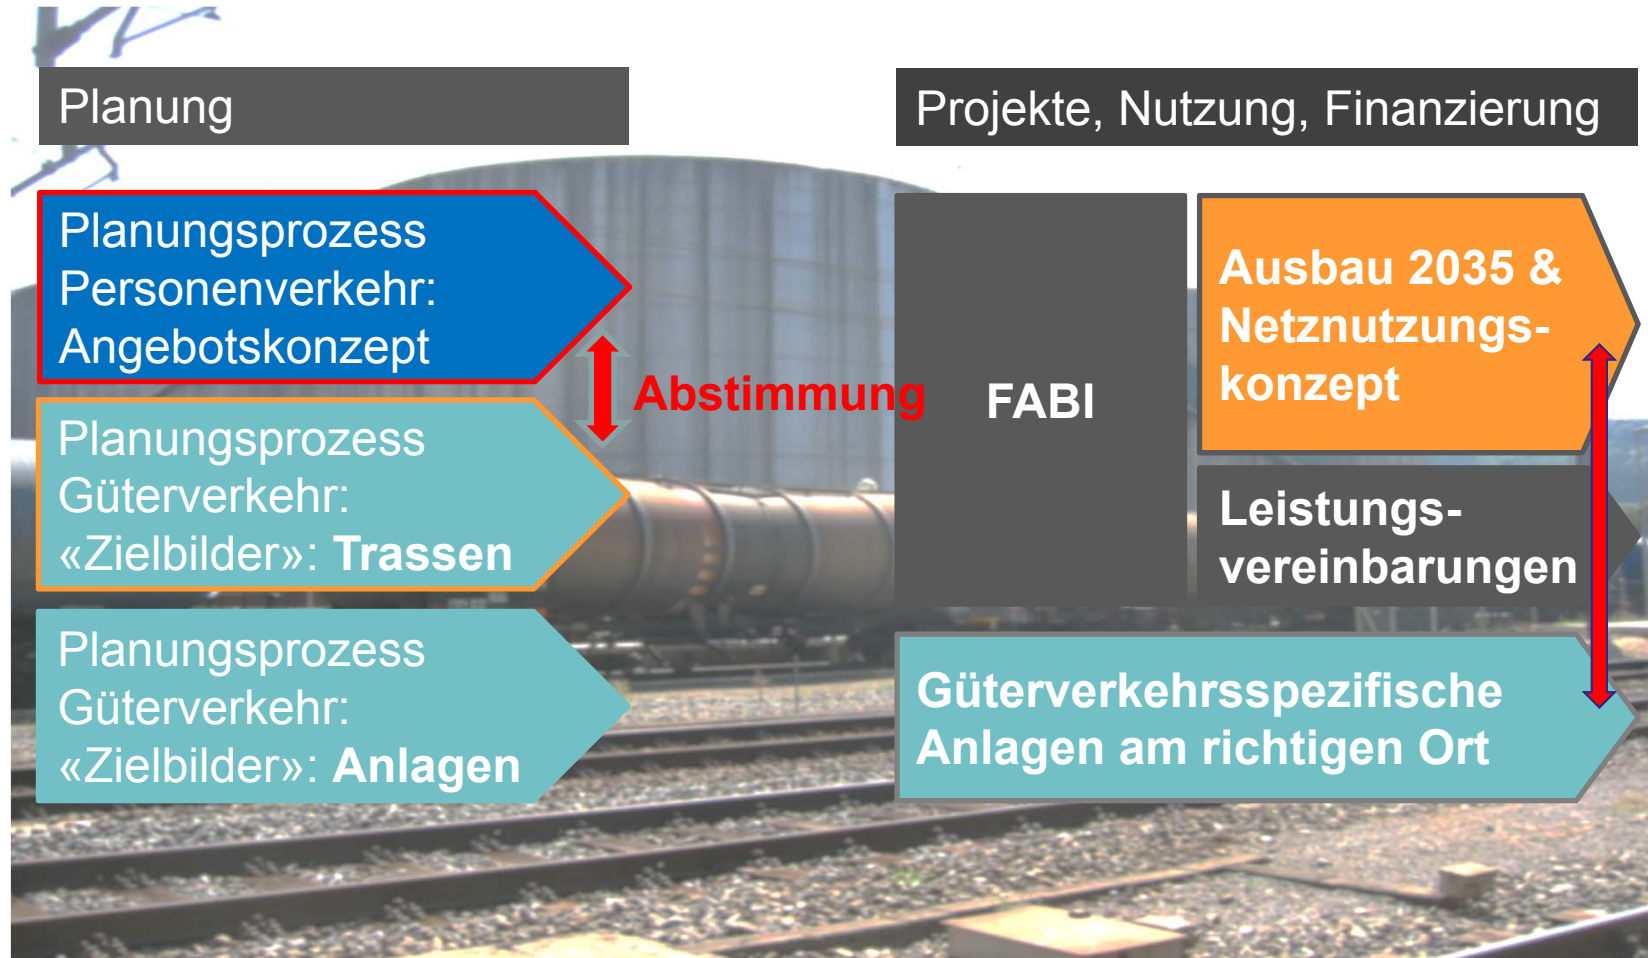 Planung
Planungsprozess
Personenverkehr:
Angebotskonzept
Abstimmung
Planungsprozess
Güterverkehr:
«Zielbilder»: Trassen
Planungsprozess
Güterverkehr:
«Zielbilder»: Anlagen
Projekte, Nutzung, Finanzierung
FABI
Ausbau 2035 &
Netznutzungs-
konzept
Leistungs-
vereinbarungen
Güterverkehrsspezifische
Anlagen am richtigen Ort